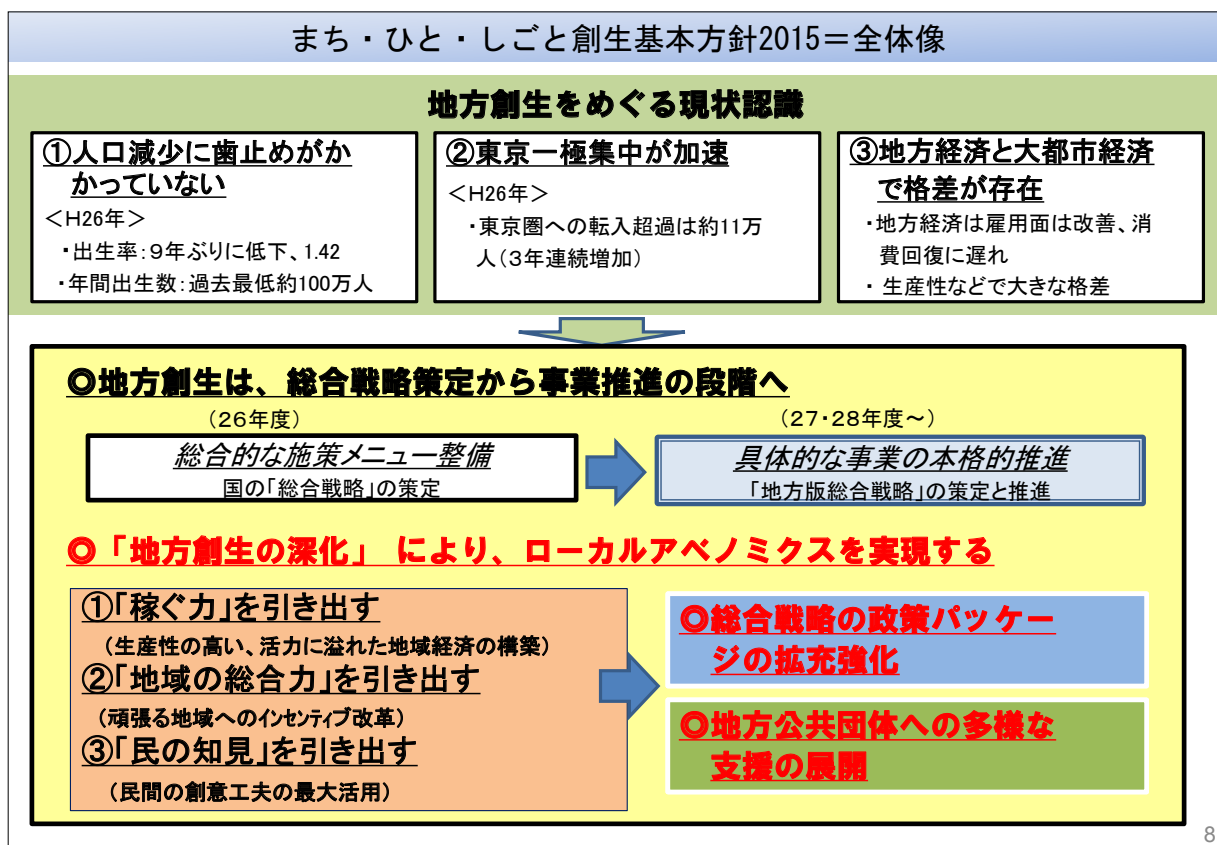 まち・ひと・しごと創生基本方針2015＝全体像
地方創生をめぐる現状認識
①人口減少に歯止めがか
かっていない
＜H26年＞
・出生率：９年ぶりに低下、1.42
・年間出生数：過去最低約100万人
②東京一極集中が加速
＜H26年＞
・東京圏への転入超過は約11万
人（３年連続増加）
③地方経済と大都市経済
で格差が存在
・地方経済は雇用面は改善、消
費回復に遅れ
・ 生産性などで大きな格差
◎地方創生は、総合戦略策定から事業推進の段階へ
（２６年度）
総合的な施策メニュー整備
国の「総合戦略」の策定
（２７・２８年度～）
具体的な事業の本格的推進
「地方版総合戦略」の策定と推進
◎「地方創生の深化」 により、ローカルアベノミクスを実現する
①「稼ぐ力」を引き出す
（生産性の高い、活力に溢れた地域経済の構築）
②「地域の総合力」を引き出す
（頑張る地域へのインセンティブ改革）
③「民の知見」を引き出す
（民間の創意工夫の最大活用）
◎総合戦略の政策パッケー
ジの拡充強化
◎地方公共団体への多様な
支援の展開
8